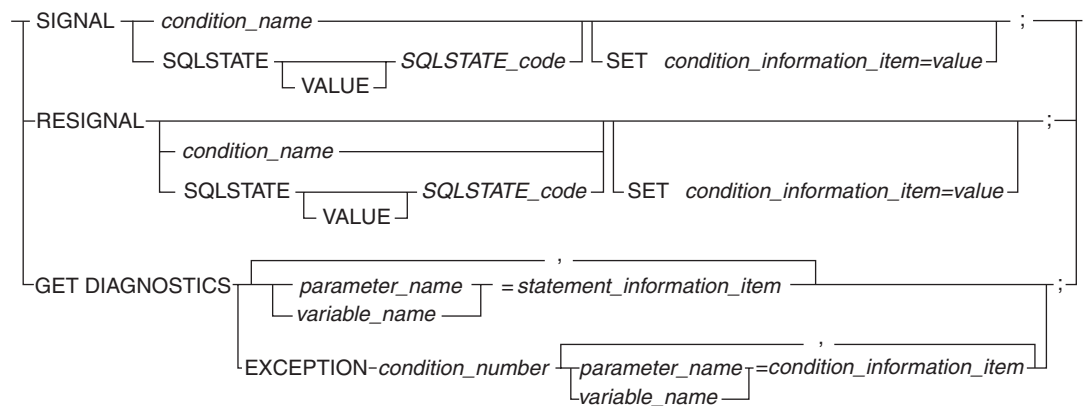 SIGNAL condition_name ;
SQLSTATE SQLSTATE_code SET condition_information_item=value
VALUE
RESIGNAL ;
condition_name
SQLSTATE SQLSTATE_code SET condition_information_item=value
VALUE
,
GET DIAGNOSTICS parameter_name =statement_information_item ;
variable_name
,
EXCEPTION condition_number parameter_name =condition_information_item
variable_name